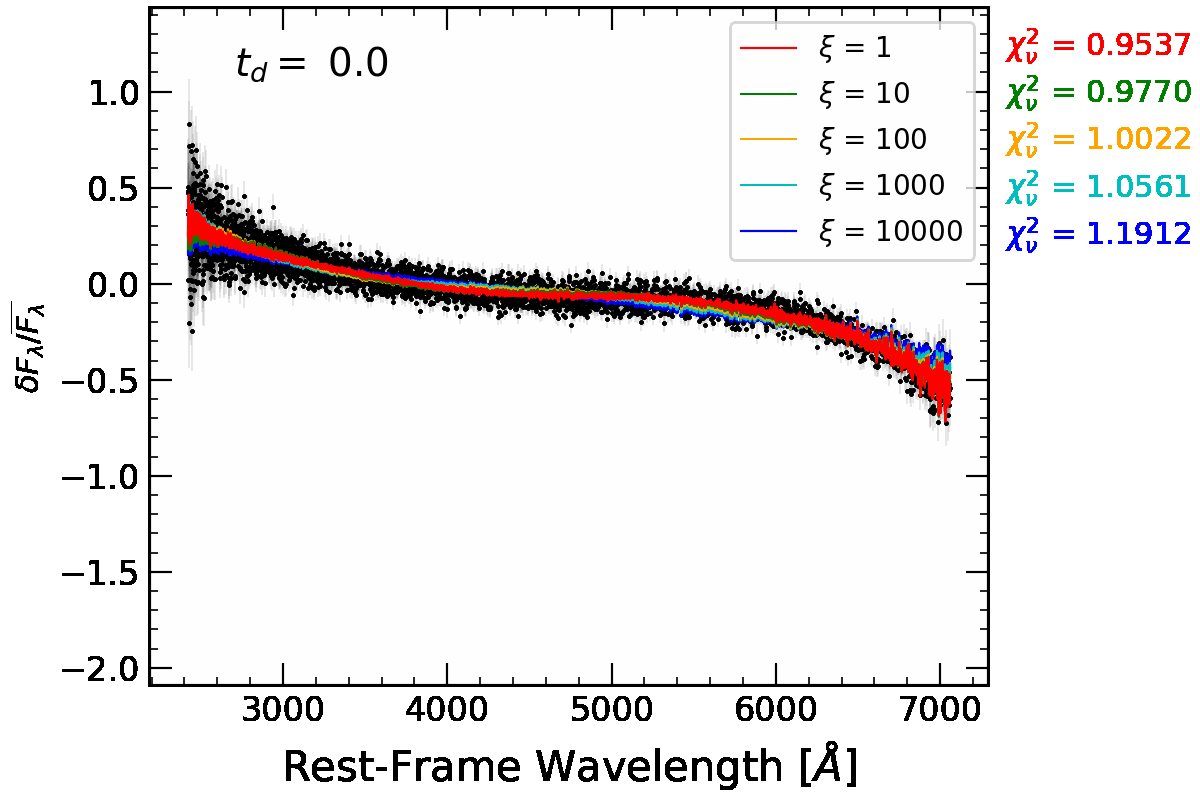 t_d = 0.0
ξ = 1
ξ = 10
ξ = 100
ξ = 1000
ξ = 10000
χ²_ν = 0.9537
χ²_ν = 0.9770
χ²_ν = 1.0022
χ²_ν = 1.0561
χ²_ν = 1.1912
δF_λ/F̅_λ
1.0
0.5
0.0
−0.5
−1.0
−1.5
−2.0
3000 4000 5000 6000 7000
Rest-Frame Wavelength [Å]